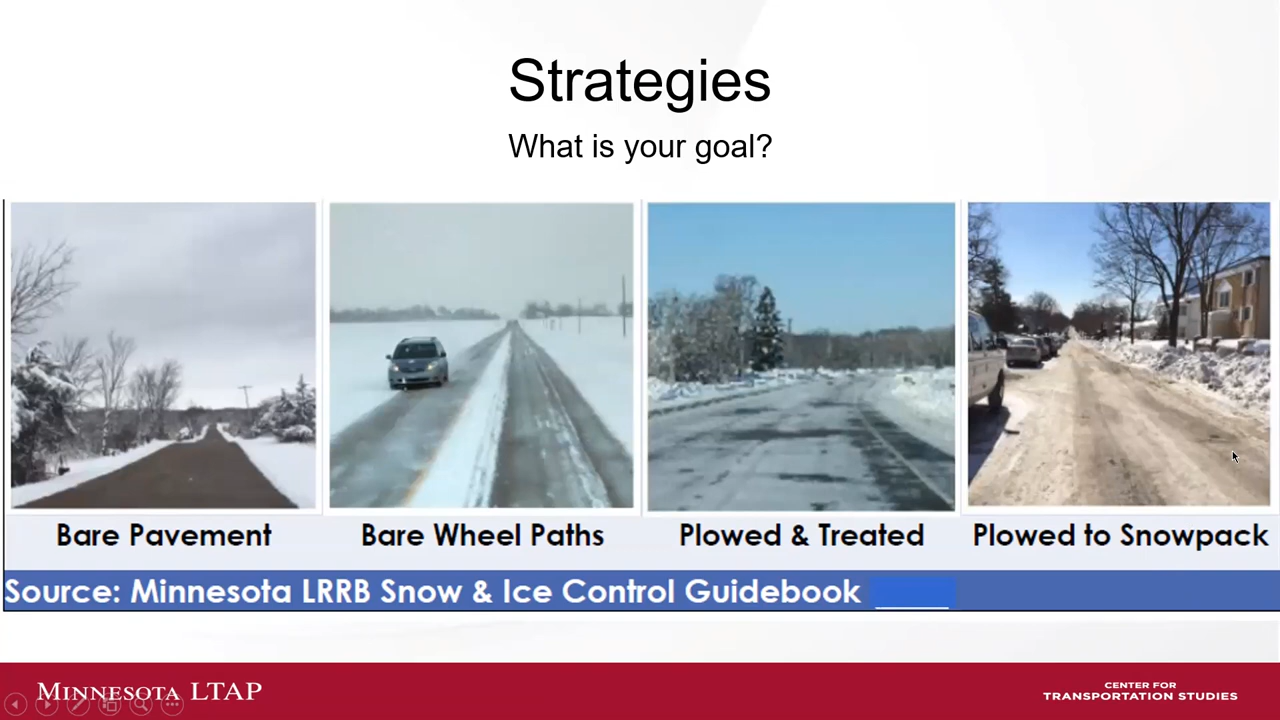 Strategies
What is your goal?
Bare Pavement
Bare Wheel Paths
Plowed & Treated
Plowed to Snowpack
Source: Minnesota LRRB Snow & Ice Control Guidebook
MINNESOTA LTAP
CENTER FOR
TRANSPORTATION STUDIES